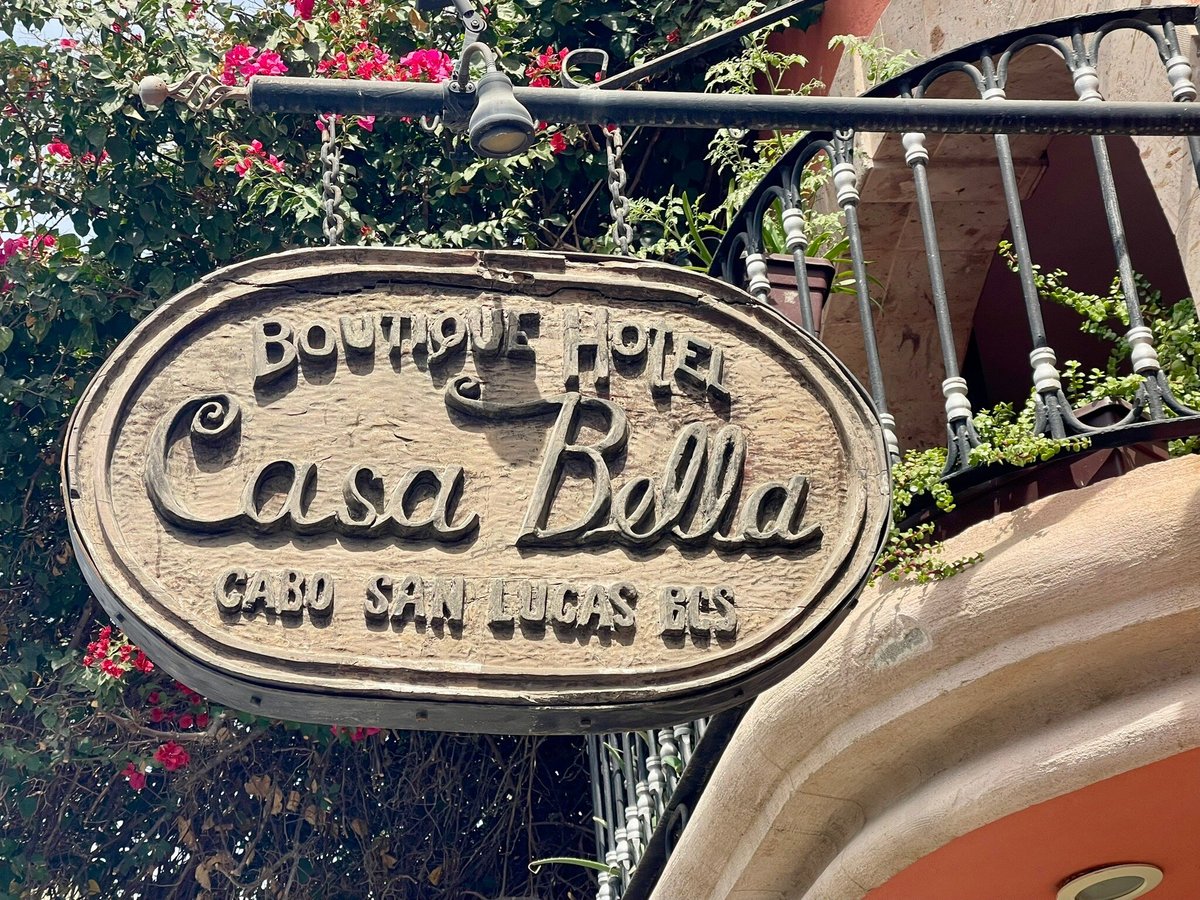 BOUTIQUE HOTEL
Casa Bella
CABO SAN LUCAS BCS